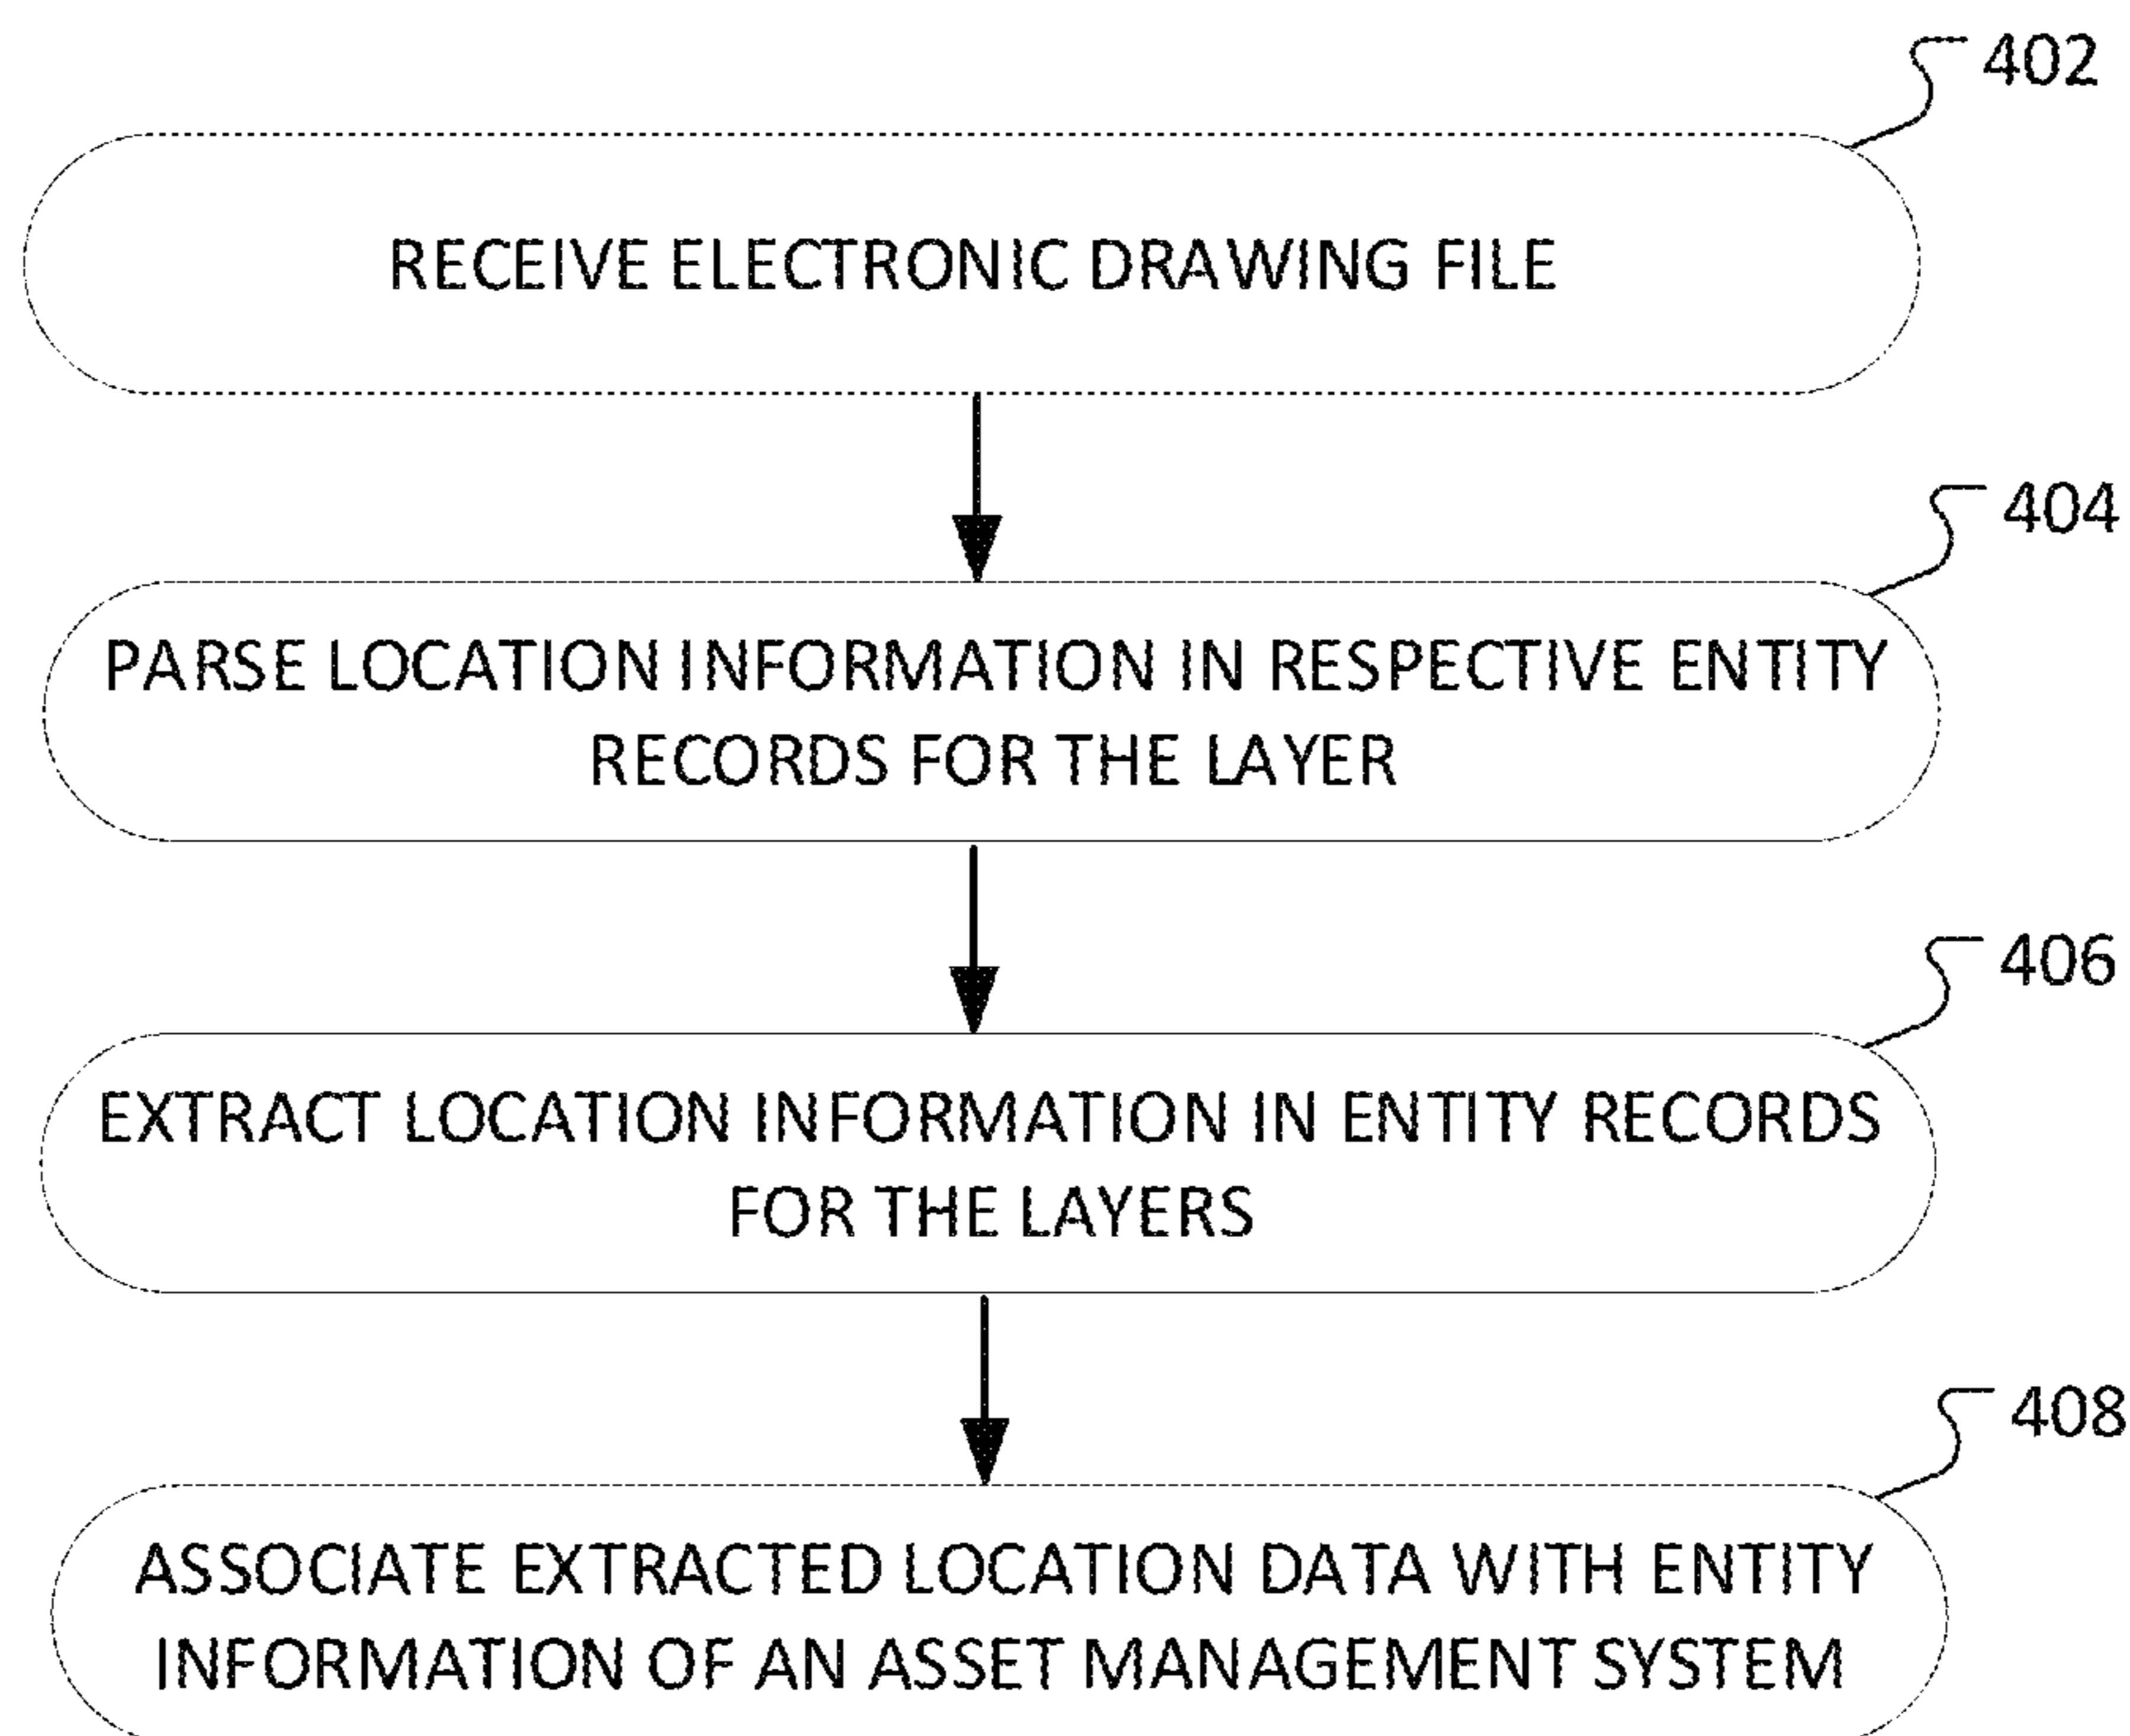 402
RECEIVE ELECTRONIC DRAWING FILE
404
PARSE LOCATION INFORMATION IN RESPECTIVE ENTITY
RECORDS FOR THE LAYER
406
EXTRACT LOCATION INFORMATION IN ENTITY RECORDS
FOR THE LAYERS
408
ASSOCIATE EXTRACTED LOCATION DATA WITH ENTITY
INFORMATION OF AN ASSET MANAGEMENT SYSTEM